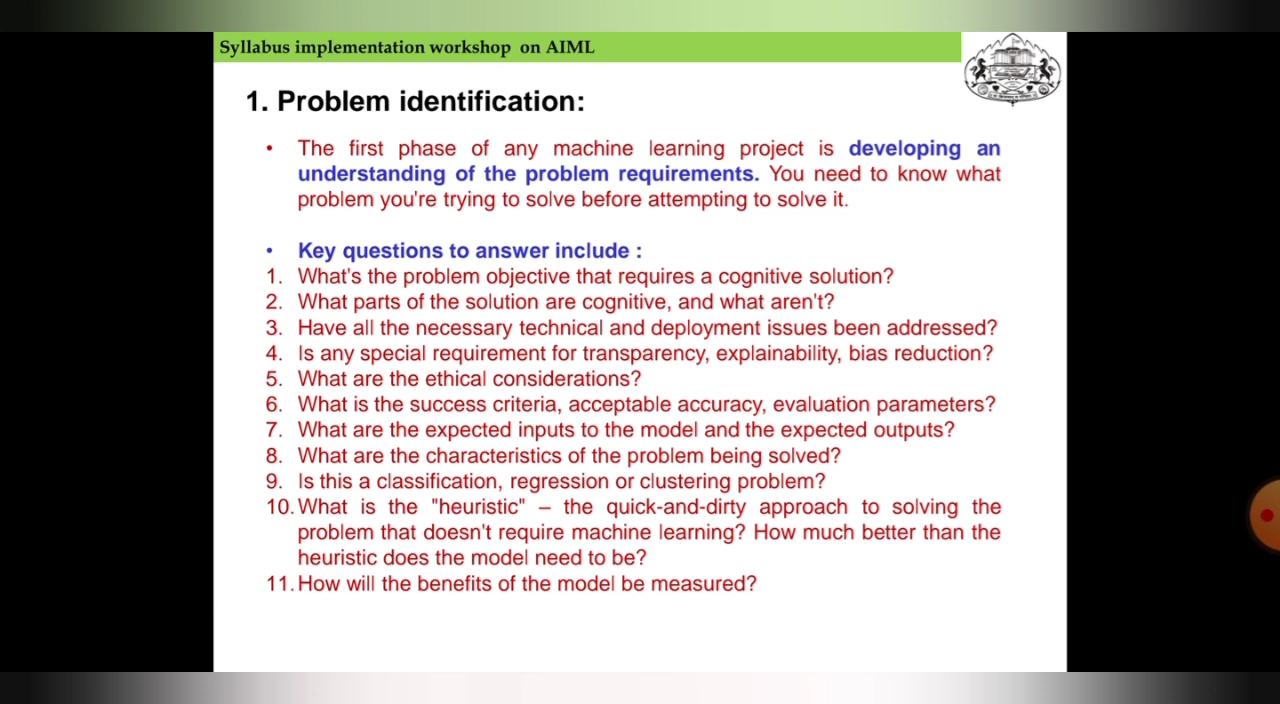 Syllabus implementation workshop on AIML
1. Problem identification:
• The first phase of any machine learning project is developing an
understanding of the problem requirements. You need to know what
problem you're trying to solve before attempting to solve it.
• Key questions to answer include :
1. What's the problem objective that requires a cognitive solution?
2. What parts of the solution are cognitive, and what aren't?
3. Have all the necessary technical and deployment issues been addressed?
4. Is any special requirement for transparency, explainability, bias reduction?
5. What are the ethical considerations?
6. What is the success criteria, acceptable accuracy, evaluation parameters?
7. What are the expected inputs to the model and the expected outputs?
8. What are the characteristics of the problem being solved?
9. Is this a classification, regression or clustering problem?
10. What is the "heuristic" – the quick-and-dirty approach to solving the
problem that doesn't require machine learning? How much better than the
heuristic does the model need to be?
11. How will the benefits of the model be measured?